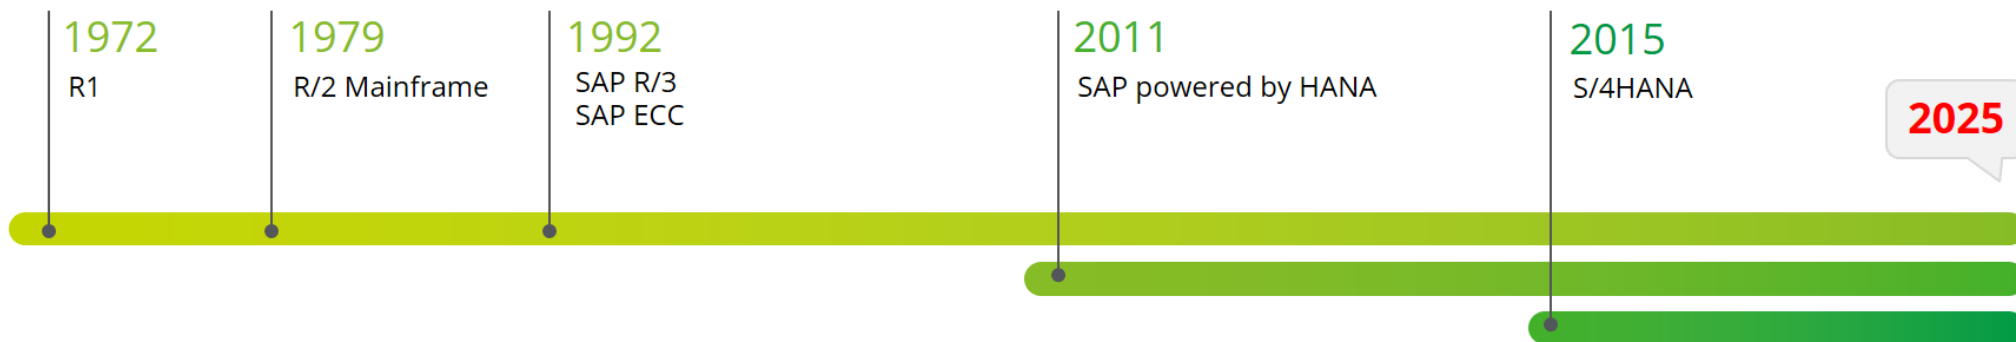 1972
R1
1979
R/2 Mainframe
1992
SAP R/3
SAP ECC
2011
SAP powered by HANA
2015
S/4HANA
2025